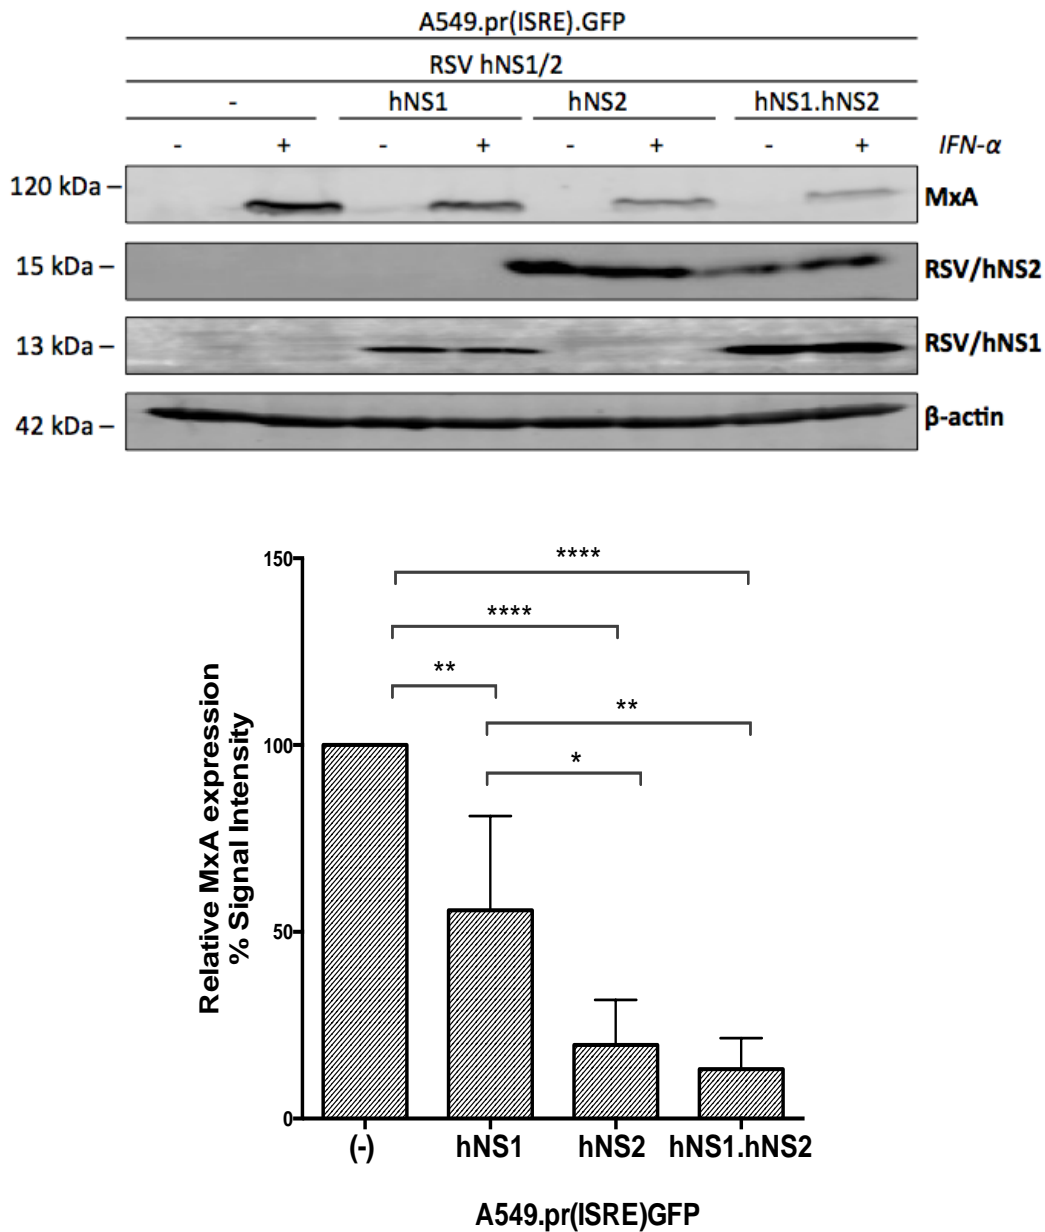 A549.pr(ISRE).GFP
RSV hNS1/2
- hNS1 hNS2 hNS1.hNS2
- + - + - + - + IFN-α
120 kDa – MxA
15 kDa – RSV/hNS2
13 kDa – RSV/hNS1
42 kDa – β-actin
150
****
****
**
**
*
100
50
0
Relative MxA expression
% Signal Intensity
(-) hNS1 hNS2 hNS1.hNS2
A549.pr(ISRE)GFP